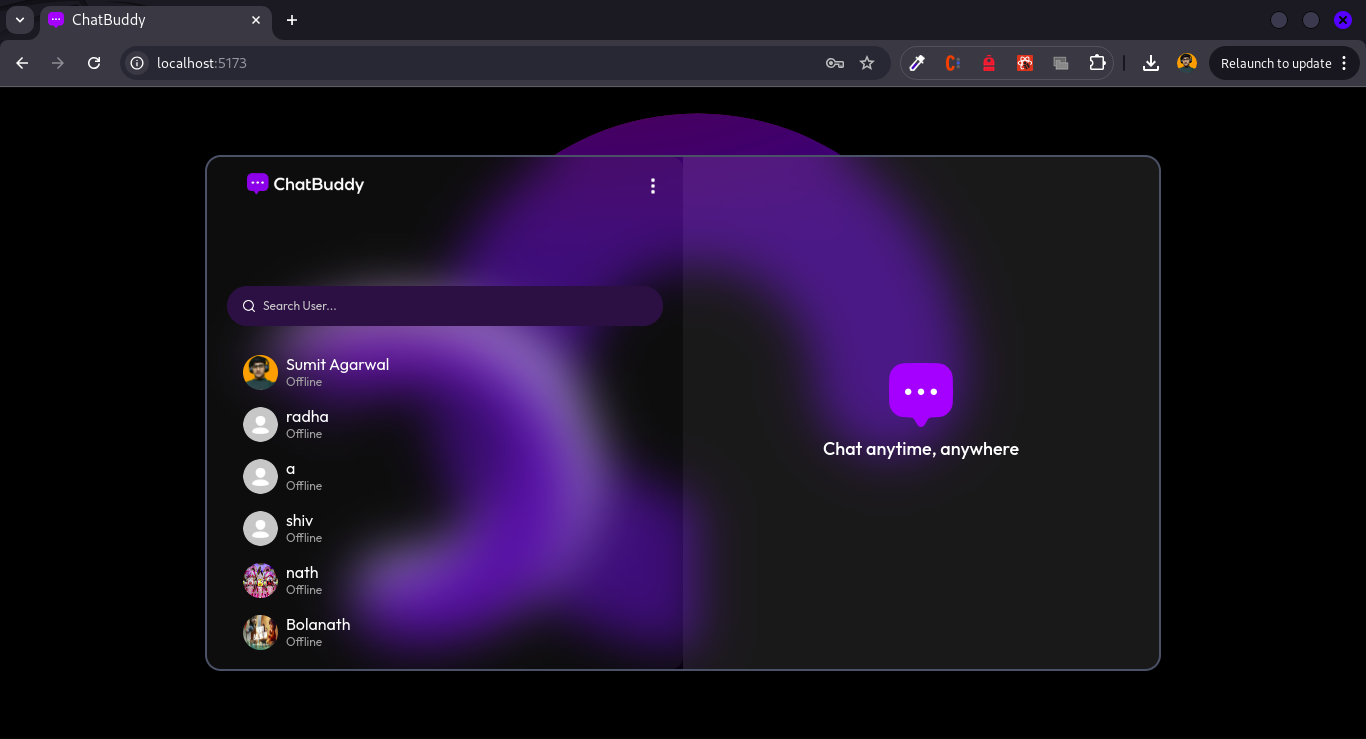 ChatBuddy
localhost:5173
Relaunch to update
ChatBuddy
Search User...
Sumit Agarwal
Offline
radha
Offline
a
Offline
shiv
Offline
nath
Offline
Bolanath
Offline
Chat anytime, anywhere